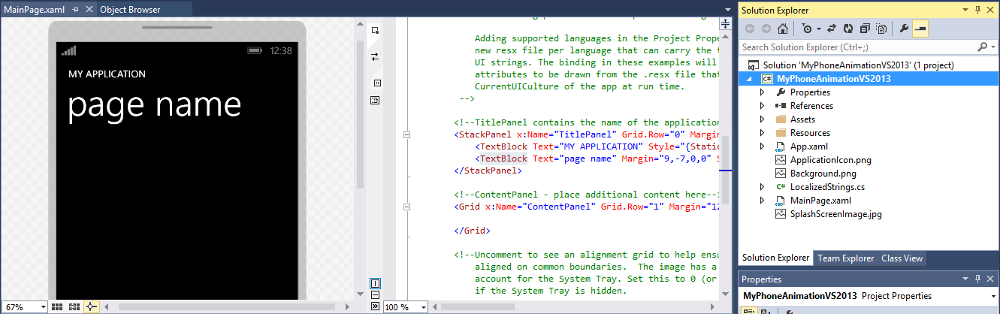 MainPage.xaml
Object Browser
12:38
MY APPLICATION
page name
67%
Adding supported languages in the Project Prope
new resx file per language that can carry the t
UI strings. The binding in these examples will
attributes to be drawn from the .resx file that
CurrentUICulture of the app at run time.
-->
<!--TitlePanel contains the name of the application
<StackPanel x:Name="TitlePanel" Grid.Row="0" Margin
<TextBlock Text="MY APPLICATION" Style="{Static
<TextBlock Text="page name" Margin="9,-7,0,0" S
</StackPanel>
<!--ContentPanel - place additional content here-->
<Grid x:Name="ContentPanel" Grid.Row="1" Margin="12
</Grid>
<!--Uncomment to see an alignment grid to help ensu
aligned on common boundaries.  The image has a
account for the System Tray. Set this to 0 (or
if the System Tray is hidden.
100 %
Solution Explorer
Search Solution Explorer (Ctrl+;)
Solution 'MyPhoneAnimationVS2013' (1 project)
C# MyPhoneAnimationVS2013
Properties
References
Assets
Resources
App.xaml
ApplicationIcon.png
Background.png
C# LocalizedStrings.cs
MainPage.xaml
SplashScreenImage.jpg
Solution Explorer Team Explorer Class View
Properties
MyPhoneAnimationVS2013 Project Properties